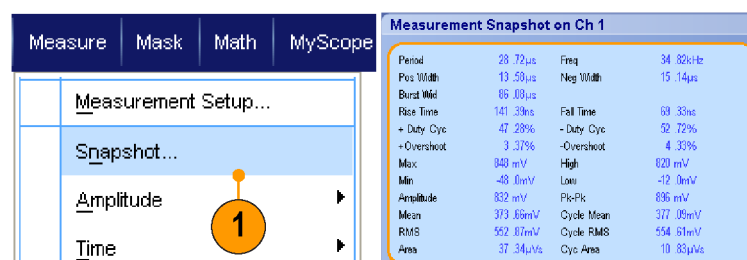 Measure Mask Math MyScope
Measurement Setup...
Snapshot...
Amplitude
Time
1
Measurement Snapshot on Ch 1
Period 28 .72µs Freq 34 .82kHz
Pos Width 13 .58µs Neg Width 15 .14µs
Burst Wid 86 .08µs
Rise Time 141 .39ns Fall Time 69 .33ns
+ Duty Cyc 47 .28% - Duty Cyc 52 .72%
+Overshoot 3 .37% -Overshoot 4 .33%
Max 848 mV High 820 mV
Min -48 .0mV Low -12 .0mV
Amplitude 832 mV Pk-Pk 896 mV
Mean 373 .66mV Cycle Mean 377 .09mV
RMS 552 .87mV Cycle RMS 554 .61mV
Area 37 .34µVs Cyc Area 10 .83µVs